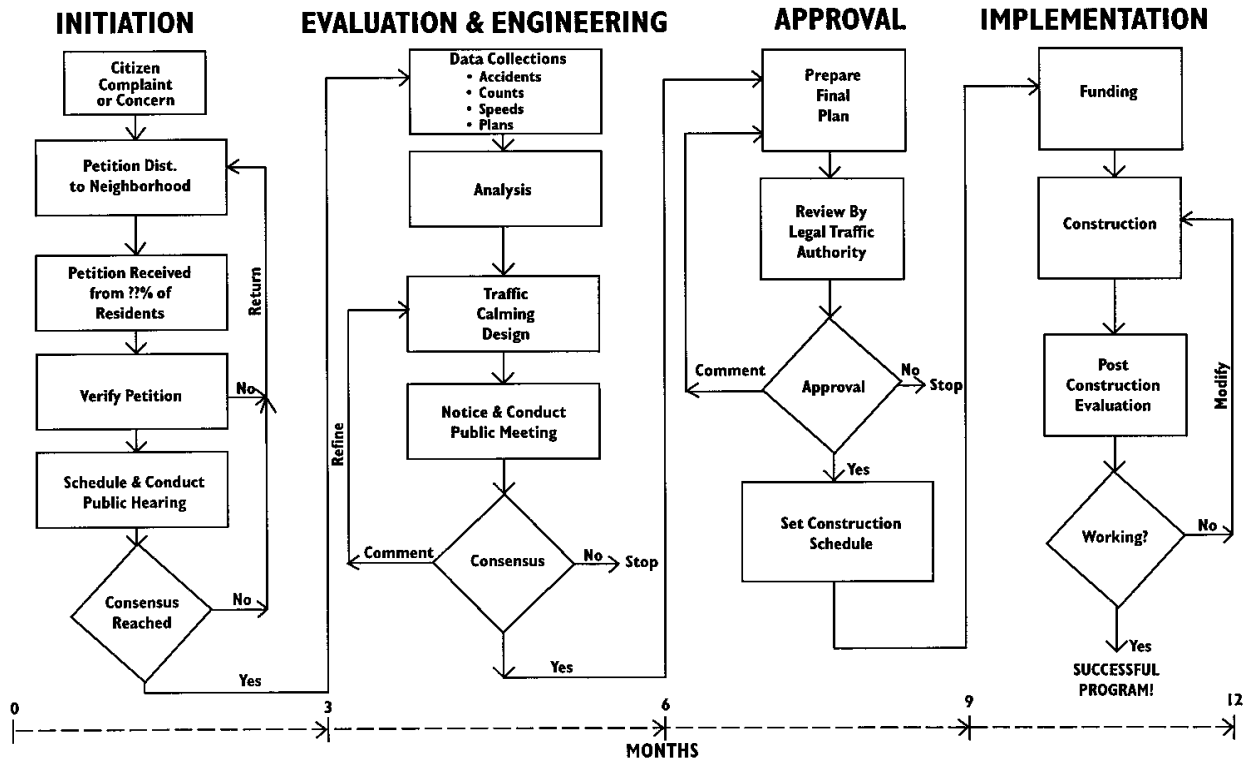 INITIATION
Citizen
Complaint
or Concern
Petition Dist.
to Neighborhood
Petition Received
from ??% of
Residents
Verify Petition
No
Return
Schedule & Conduct
Public Hearing
Consensus
Reached
No
Yes
EVALUATION & ENGINEERING
Data Collections
• Accidents
• Counts
• Speeds
• Plans
Analysis
Traffic
Calming
Design
Notice & Conduct
Public Meeting
Refine
Comment
Consensus
No
Stop
Yes
APPROVAL
Prepare
Final
Plan
Review By
Legal Traffic
Authority
Comment
Approval
No
Stop
Yes
Set Construction
Schedule
IMPLEMENTATION
Funding
Construction
Post
Construction
Evaluation
Modify
Working?
No
Yes
SUCCESSFUL
PROGRAM!
0 3 6 9 12
MONTHS